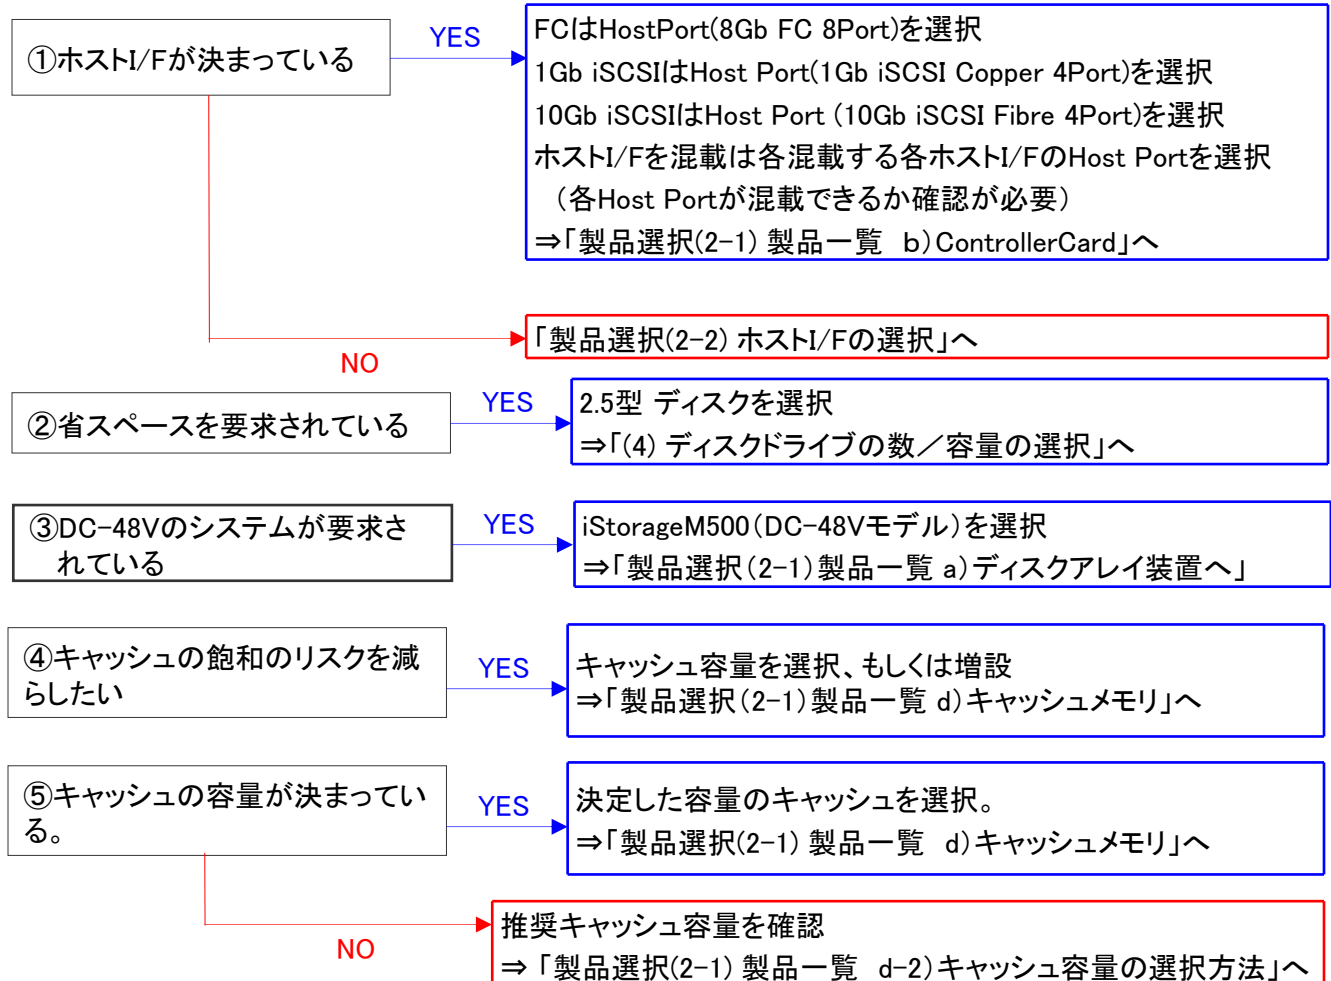 ①ホストI/Fが決まっている
YES
FCはHostPort(8Gb FC 8Port)を選択
1Gb iSCSIはHost Port(1Gb iSCSI Copper 4Port)を選択
10Gb iSCSIはHost Port (10Gb iSCSI Fibre 4Port)を選択
ホストI/Fを混載は各混載する各ホストI/FのHost Portを選択
（各Host Portが混載できるか確認が必要）
⇒「製品選択(2-1) 製品一覧　b）ControllerCard」へ
NO
「製品選択(2-2) ホストI/Fの選択」へ
②省スペースを要求されている
YES
2.5型 ディスクを選択
⇒「(4) ディスクドライブの数／容量の選択」へ
③DC-48Vのシステムが要求さ
れている
YES
iStorageM500（DC-48Vモデル）を選択
⇒「製品選択（2-1）製品一覧 a）ディスクアレイ装置へ」
④キャッシュの飽和のリスクを減
らしたい
YES
キャッシュ容量を選択、もしくは増設
⇒「製品選択（2-1）製品一覧 d）キャッシュメモリ」へ
⑤キャッシュの容量が決まってい
る。
YES
決定した容量のキャッシュを選択。
⇒「製品選択(2-1) 製品一覧　d）キャッシュメモリ」へ
NO
推奨キャッシュ容量を確認
⇒ 「製品選択(2-1) 製品一覧　d-2）キャッシュ容量の選択方法」へ